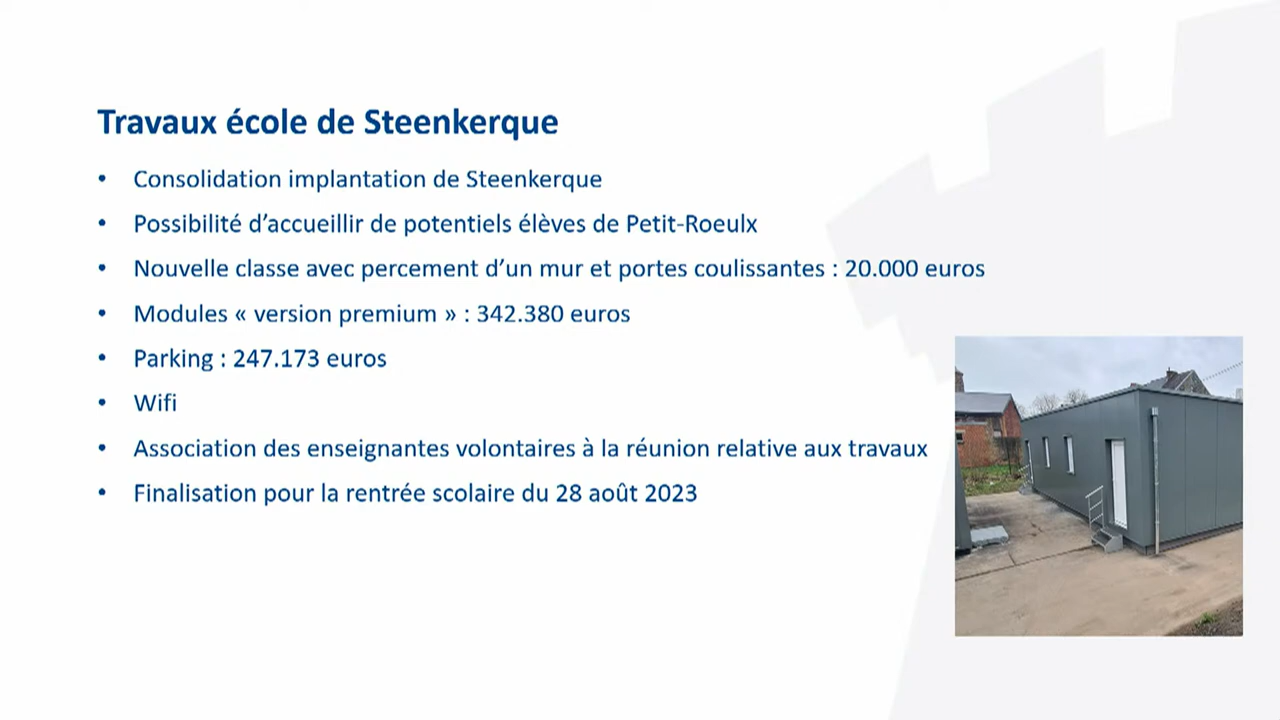 Travaux école de Steenkerque
• Consolidation implantation de Steenkerque
• Possibilité d’accueillir de potentiels élèves de Petit-Roeulx
• Nouvelle classe avec percement d’un mur et portes coulissantes : 20.000 euros
• Modules « version premium » : 342.380 euros
• Parking : 247.173 euros
• Wifi
• Association des enseignantes volontaires à la réunion relative aux travaux
• Finalisation pour la rentrée scolaire du 28 août 2023